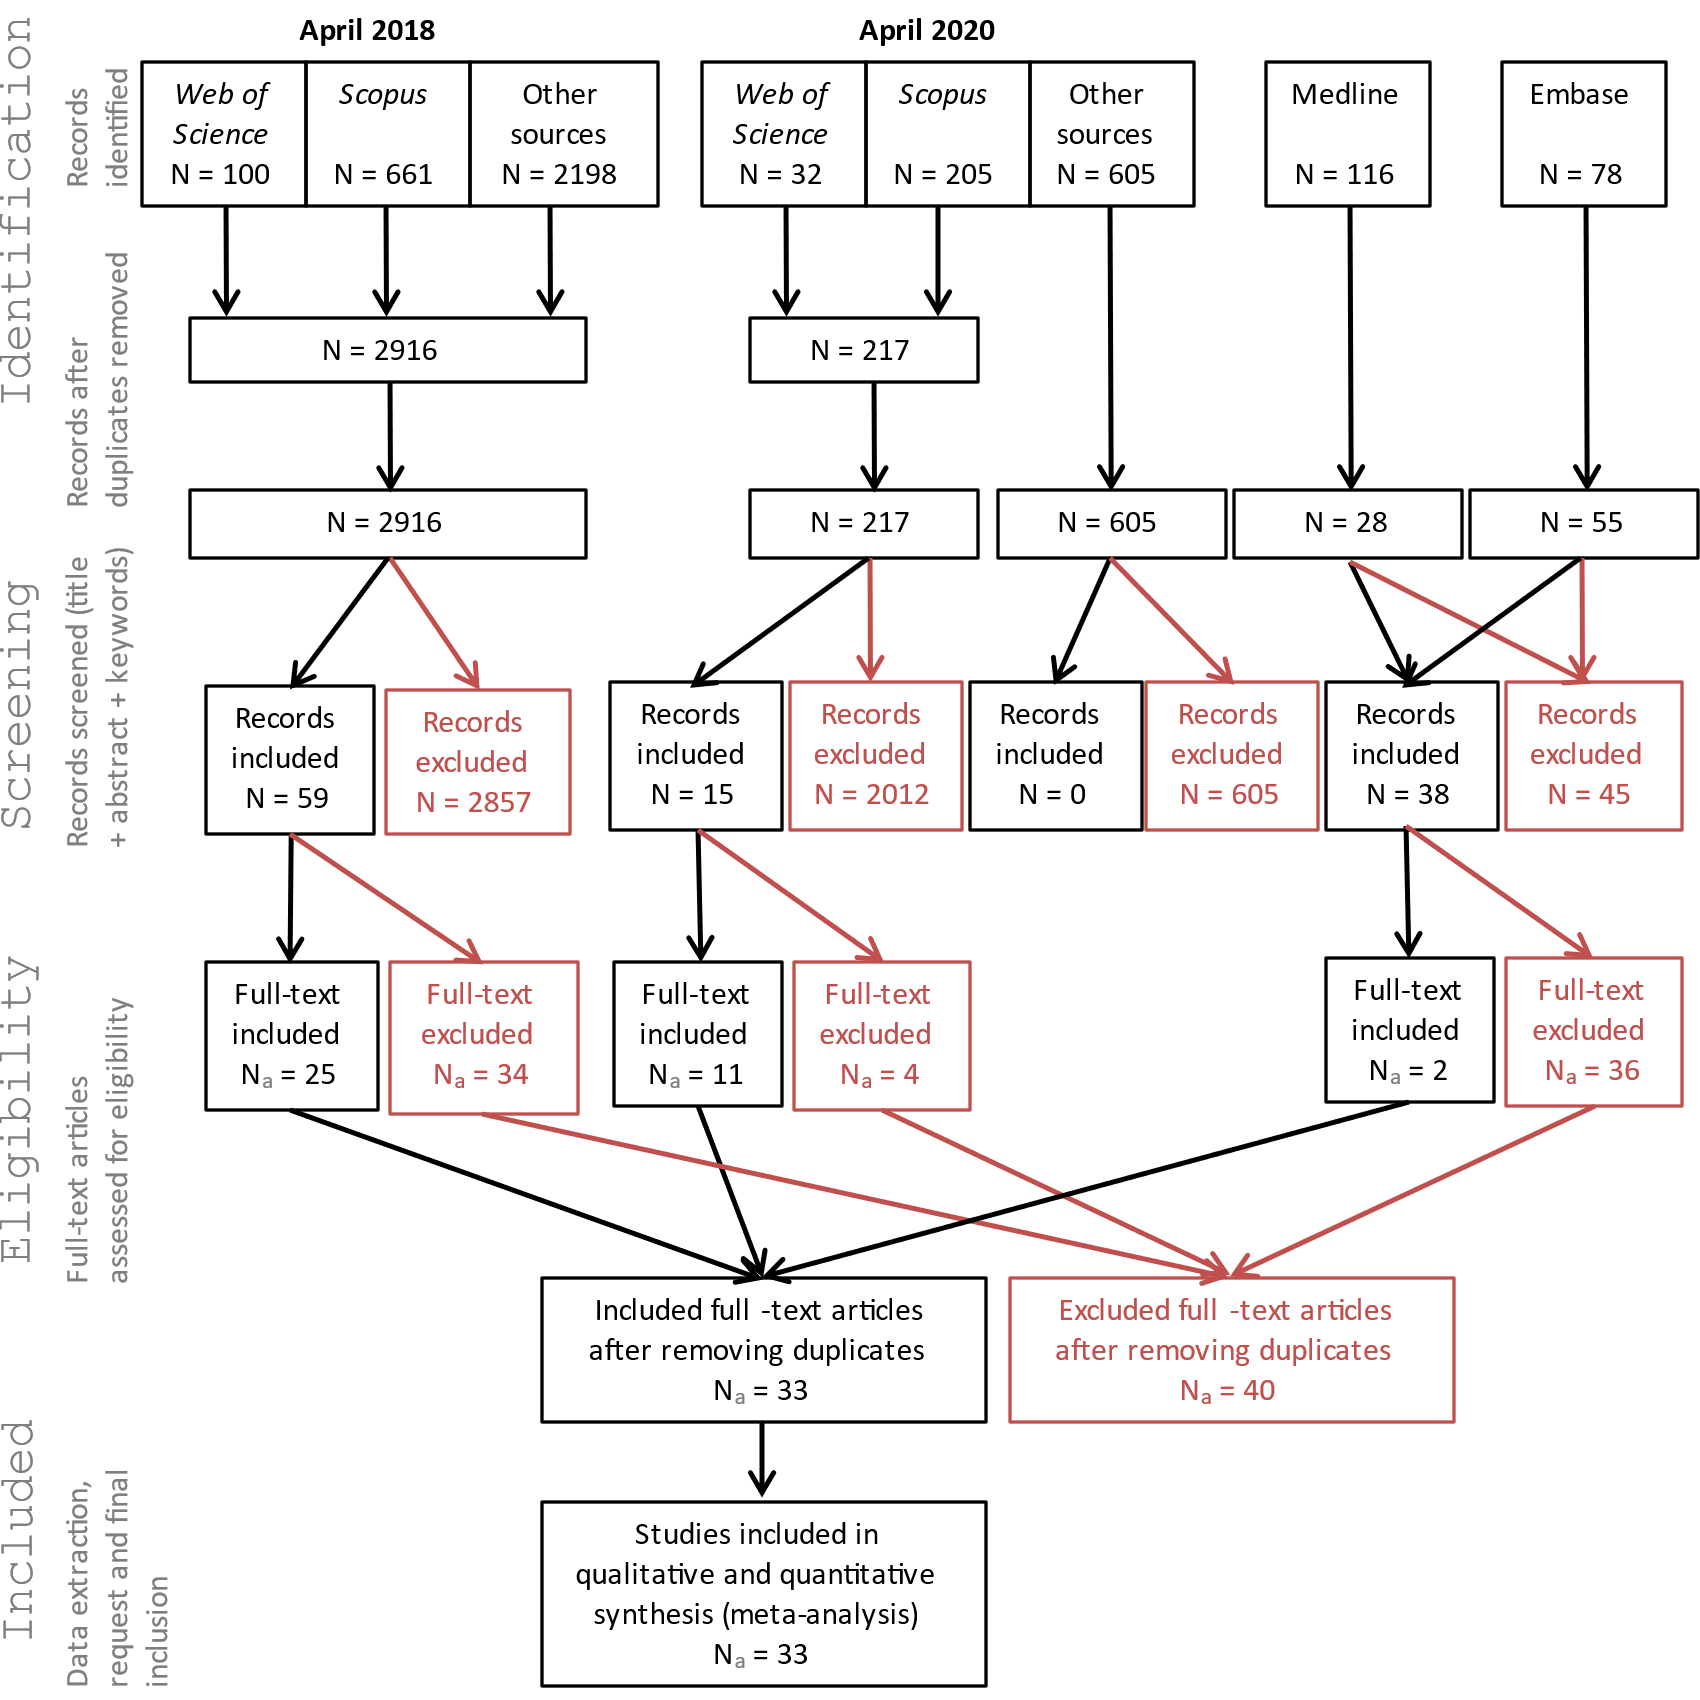 April 2018
April 2020
Identification
Records
identified
Web of
Science
N = 100
Scopus
N = 661
Other
sources
N = 2198
Web of
Science
N = 32
Scopus
N = 205
Other
sources
N = 605
Medline
N = 116
Embase
N = 78
Records after
duplicates removed
N = 2916
N = 217
N = 2916
N = 217
N = 605
N = 28
N = 55
Screening
Records screened (title
+ abstract + keywords)
Records
included
N = 59
Records
excluded
N = 2857
Records
included
N = 15
Records
excluded
N = 2012
Records
included
N = 0
Records
excluded
N = 605
Records
included
N = 38
Records
excluded
N = 45
Eligibility
Full-text articles
assessed for eligibility
Full-text
included
Na = 25
Full-text
excluded
Na = 34
Full-text
included
Na = 11
Full-text
excluded
Na = 4
Full-text
included
Na = 2
Full-text
excluded
Na = 36
Included full -text articles
after removing duplicates
Na = 33
Excluded full -text articles
after removing duplicates
Na = 40
Included
Data extraction,
request and final
inclusion
Studies included in
qualitative and quantitative
synthesis (meta-analysis)
Na = 33